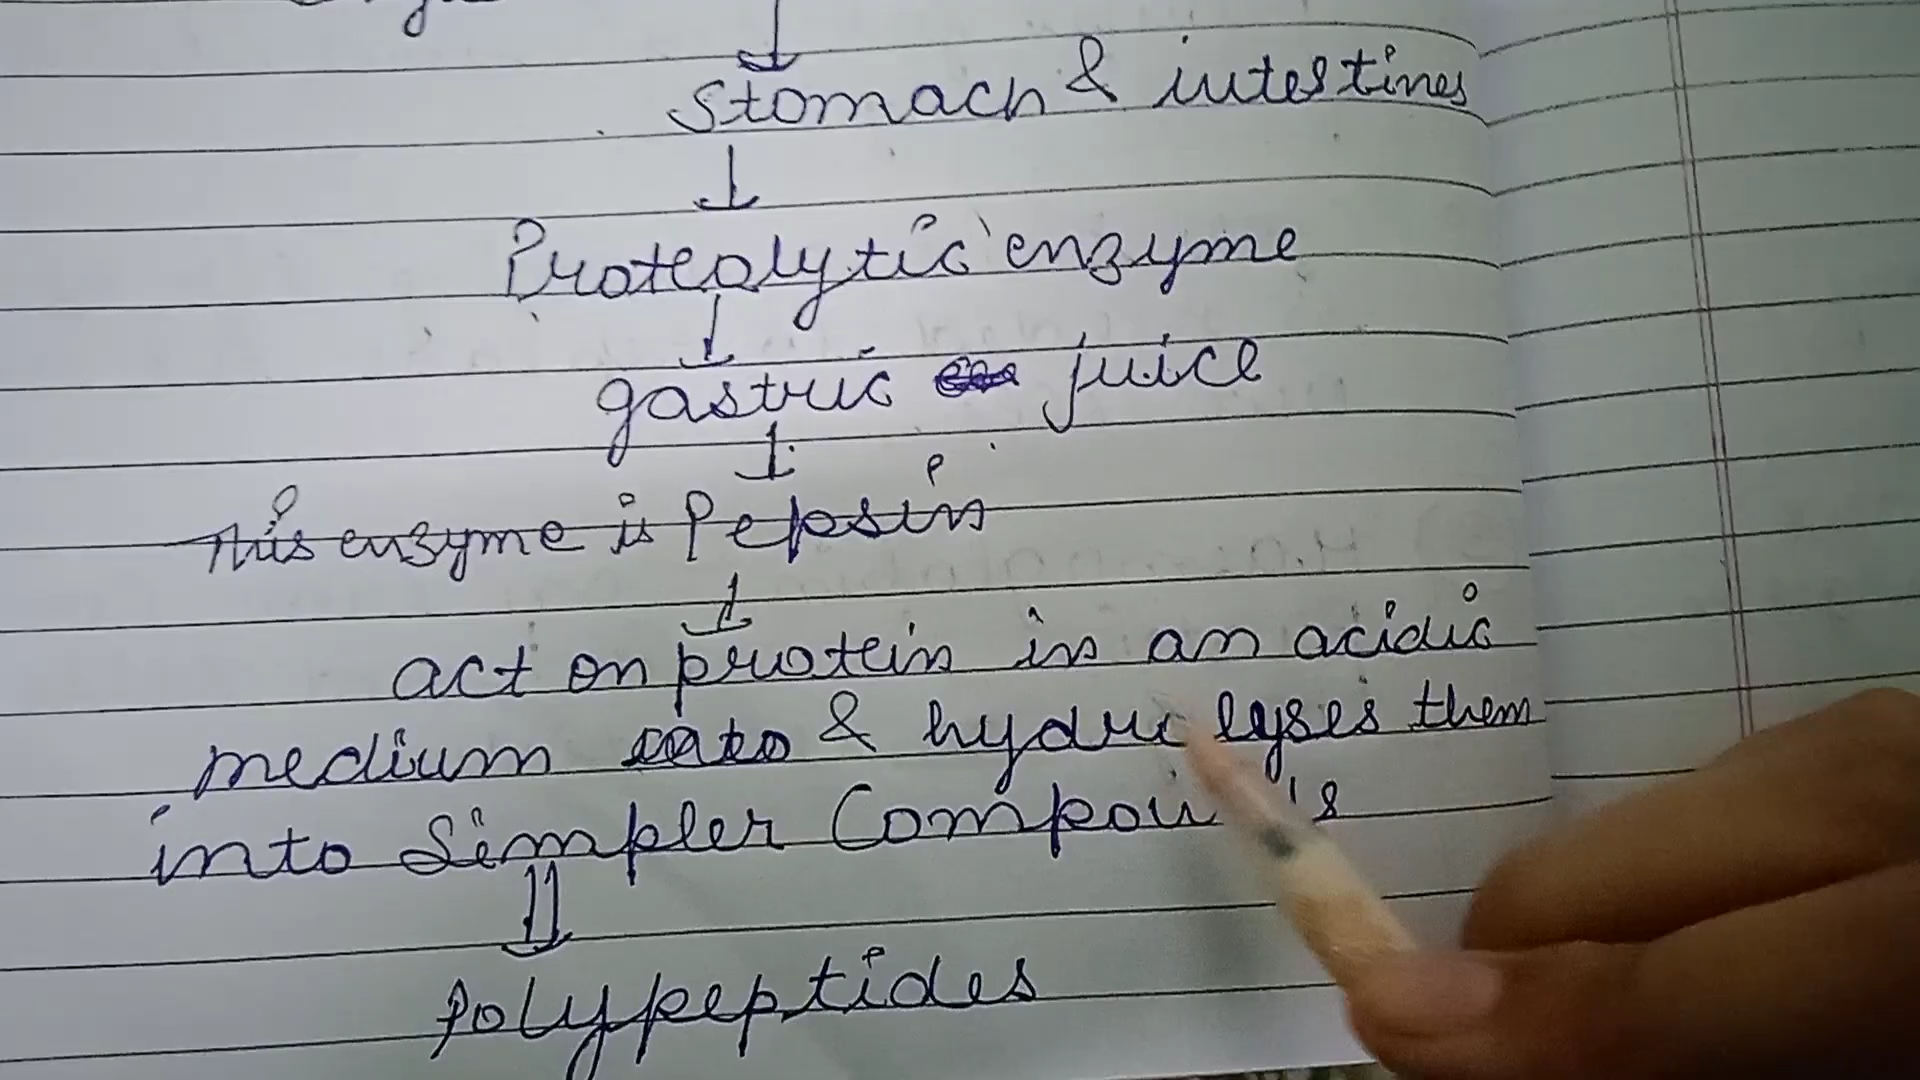 Stomach & intestines
Proteolytic enzyme
gastric juice
This enzyme is Pepsin
act on protein in an acidic
medium & hydrolyses them
into Simpler Compounds
Polypeptides